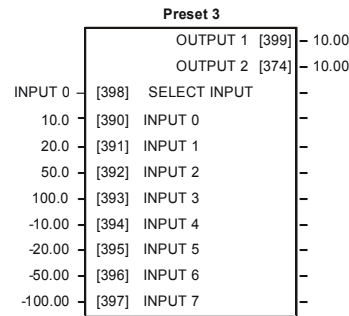 Preset 3
OUTPUT 1 [399] – 10.00
OUTPUT 2 [374] – 10.00
INPUT 0 – [398] SELECT INPUT –
10.0 – [390] INPUT 0 –
20.0 – [391] INPUT 1 –
50.0 – [392] INPUT 2 –
100.0 – [393] INPUT 3 –
-10.00 – [394] INPUT 4 –
-20.00 – [395] INPUT 5 –
-50.00 – [396] INPUT 6 –
-100.00 – [397] INPUT 7 –